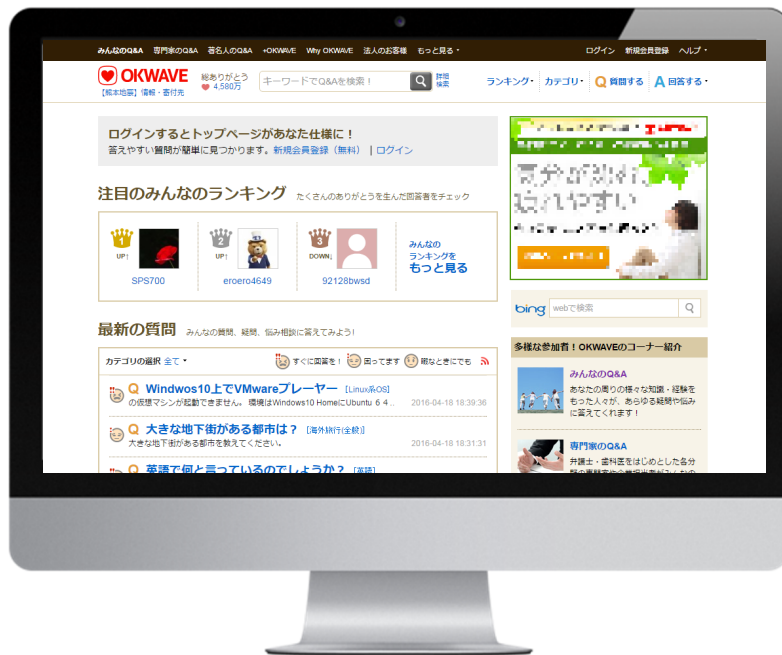 みんなのQ&A 専門家のQ&A 著名人のQ&A +OKWAVE Why OKWAVE 法人のお客様 もっと見る
ログイン 新規会員登録 ヘルプ
OKWAVE
【熊本地震】情報・寄付先
総ありがとう
4,580万
キーワードでQ&Aを検索！
詳細
検索
ランキング カテゴリ Q 質問する A 回答する
ログインするとトップページがあなた仕様に！
答えやすい質問が簡単に見つかります。新規会員登録（無料） | ログイン
注目のみんなのランキング たくさんのありがとうを生んだ回答者をチェック
1
UP↑
SPS700
2
UP↑
eroero4649
3
DOWN↓
92128bwsd
みんなの
ランキングを
もっと見る
最新の質問 みんなの質問、疑問、悩み相談に答えてみよう！
カテゴリの選択 全て
すぐに回答を！ 困ってます 暇なときにでも
Q Windwos10上でVMwareプレーヤー [Linux系OS]
の仮想マシンが起動できません。 環境はWindows10 HomeにUbuntu 6 4...
2016-04-18 18:39:36
Q 大きな地下街がある都市は？ [海外旅行(全般)]
大きな地下街がある都市を教えてください。
2016-04-18 18:31:31
Q 英語で何と言っているのでしょうか？ [英語]
bing webで検索
多様な参加者！OKWAVEのコーナー紹介
みんなのQ&A
あなたの周りの様々な知識・経験を
もった人々が、あらゆる疑問や悩み
に答えてくれます！
専門家のQ&A
弁護士・歯科医をはじめとした各分